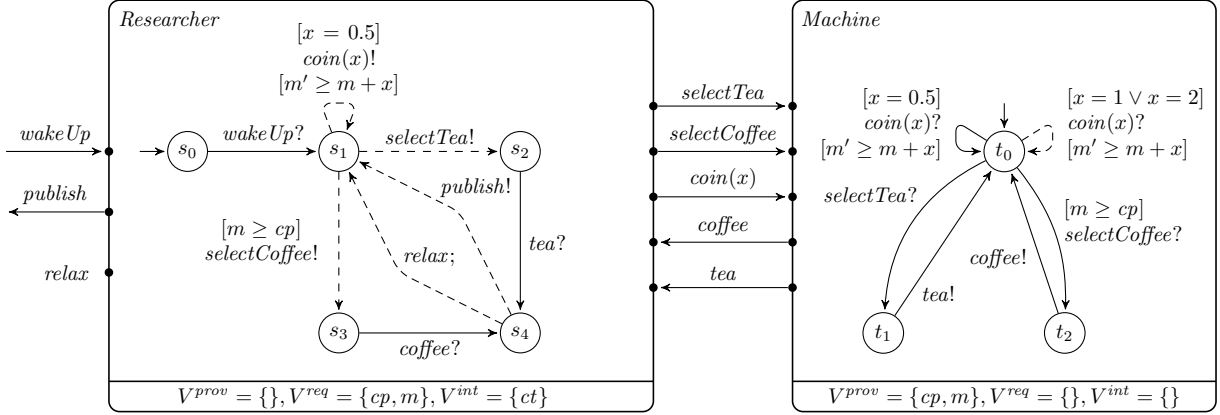 Researcher
Machine
[x = 0.5]
coin(x)!
[m′ ≥ m + x]
wakeUp
publish
relax
s0
wakeUp?
s1
selectTea!
s2
publish!
[m ≥ cp]
selectCoffee!
relax;
tea?
s3
coffee?
s4
V^prov = {}, V^req = {cp, m}, V^int = {ct}
selectTea
selectCoffee
coin(x)
coffee
tea
[x = 0.5]
coin(x)?
[m′ ≥ m + x]
t0
[x = 1 ∨ x = 2]
coin(x)?
[m′ ≥ m + x]
selectTea?
[m ≥ cp]
selectCoffee?
coffee!
tea!
t1
t2
V^prov = {cp, m}, V^req = {}, V^int = {}